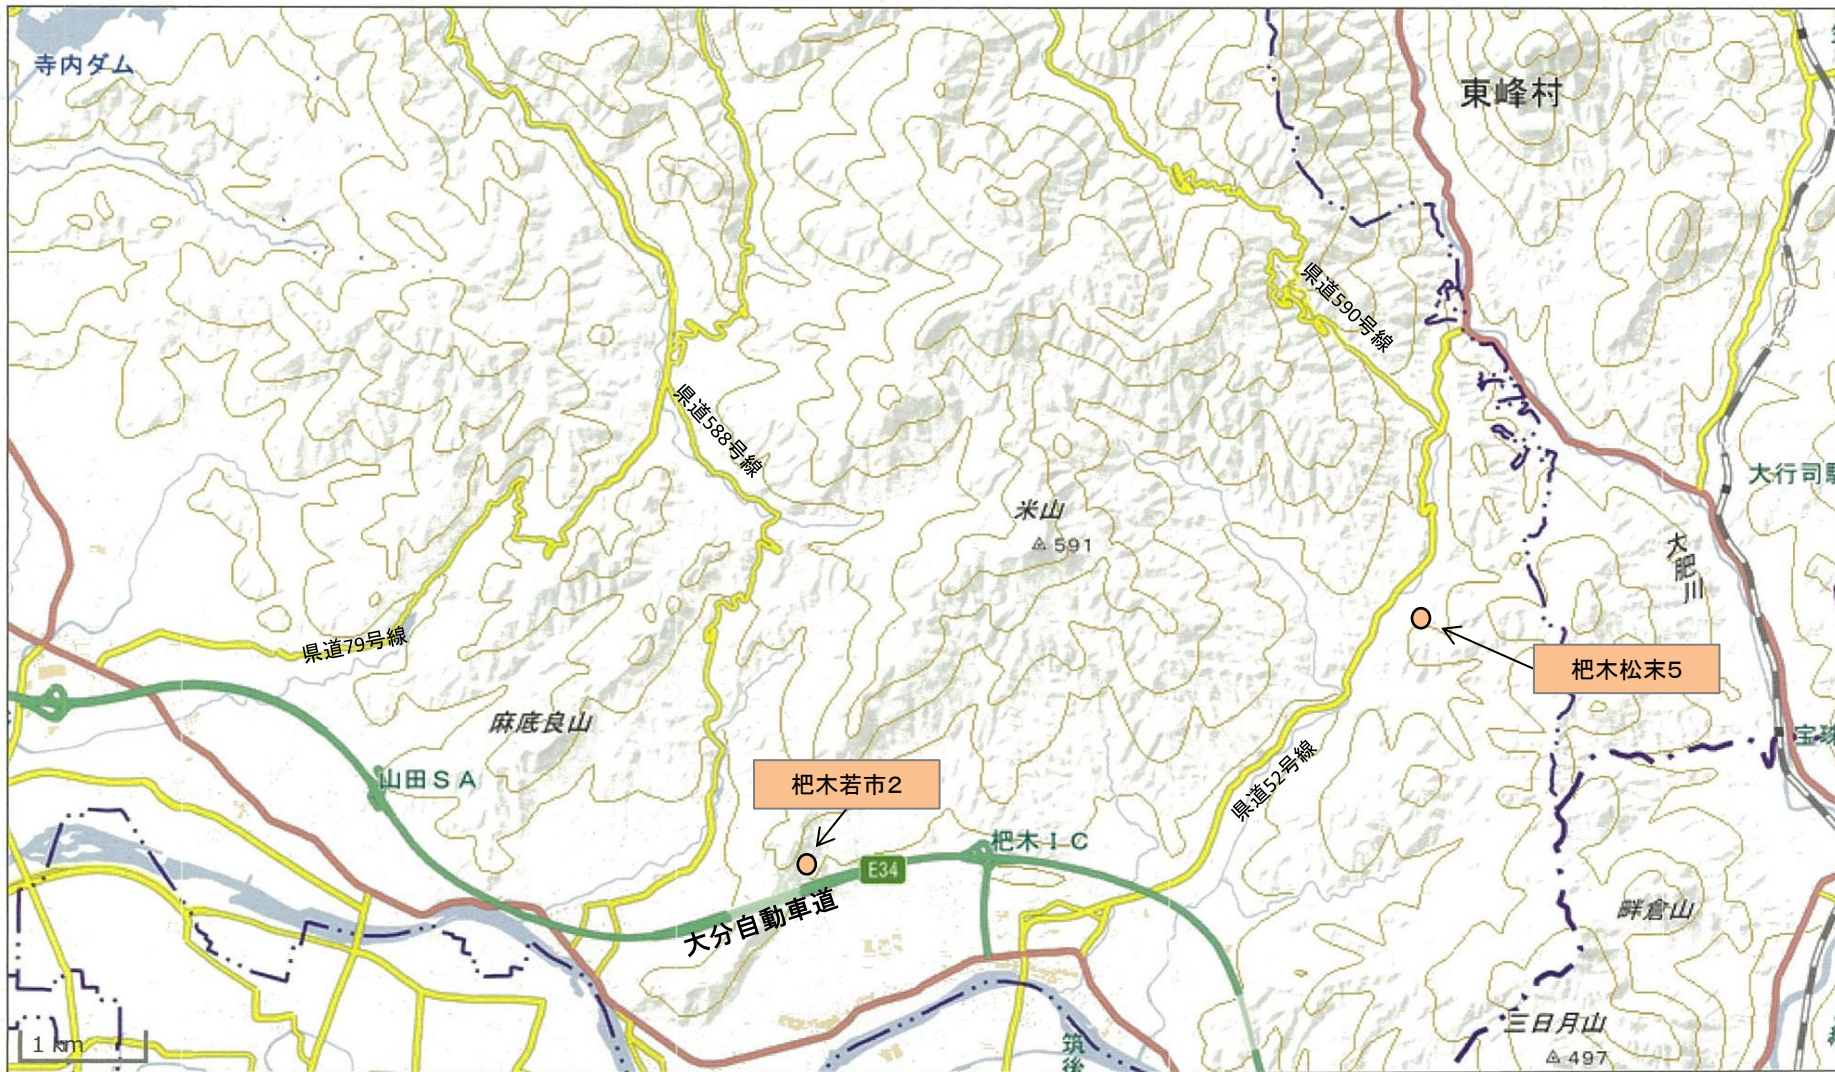 寺内ダム
東峰村
県道590号線
県道588号線
大行司駅
米山
591
大肥川
県道79号線
杷木松末5
麻底良山
宝珠
県道52号線
山田SA
杷木若市2
杷木IC
E34
大分自動車道
畔倉山
三日月山
497
筑後
1 km